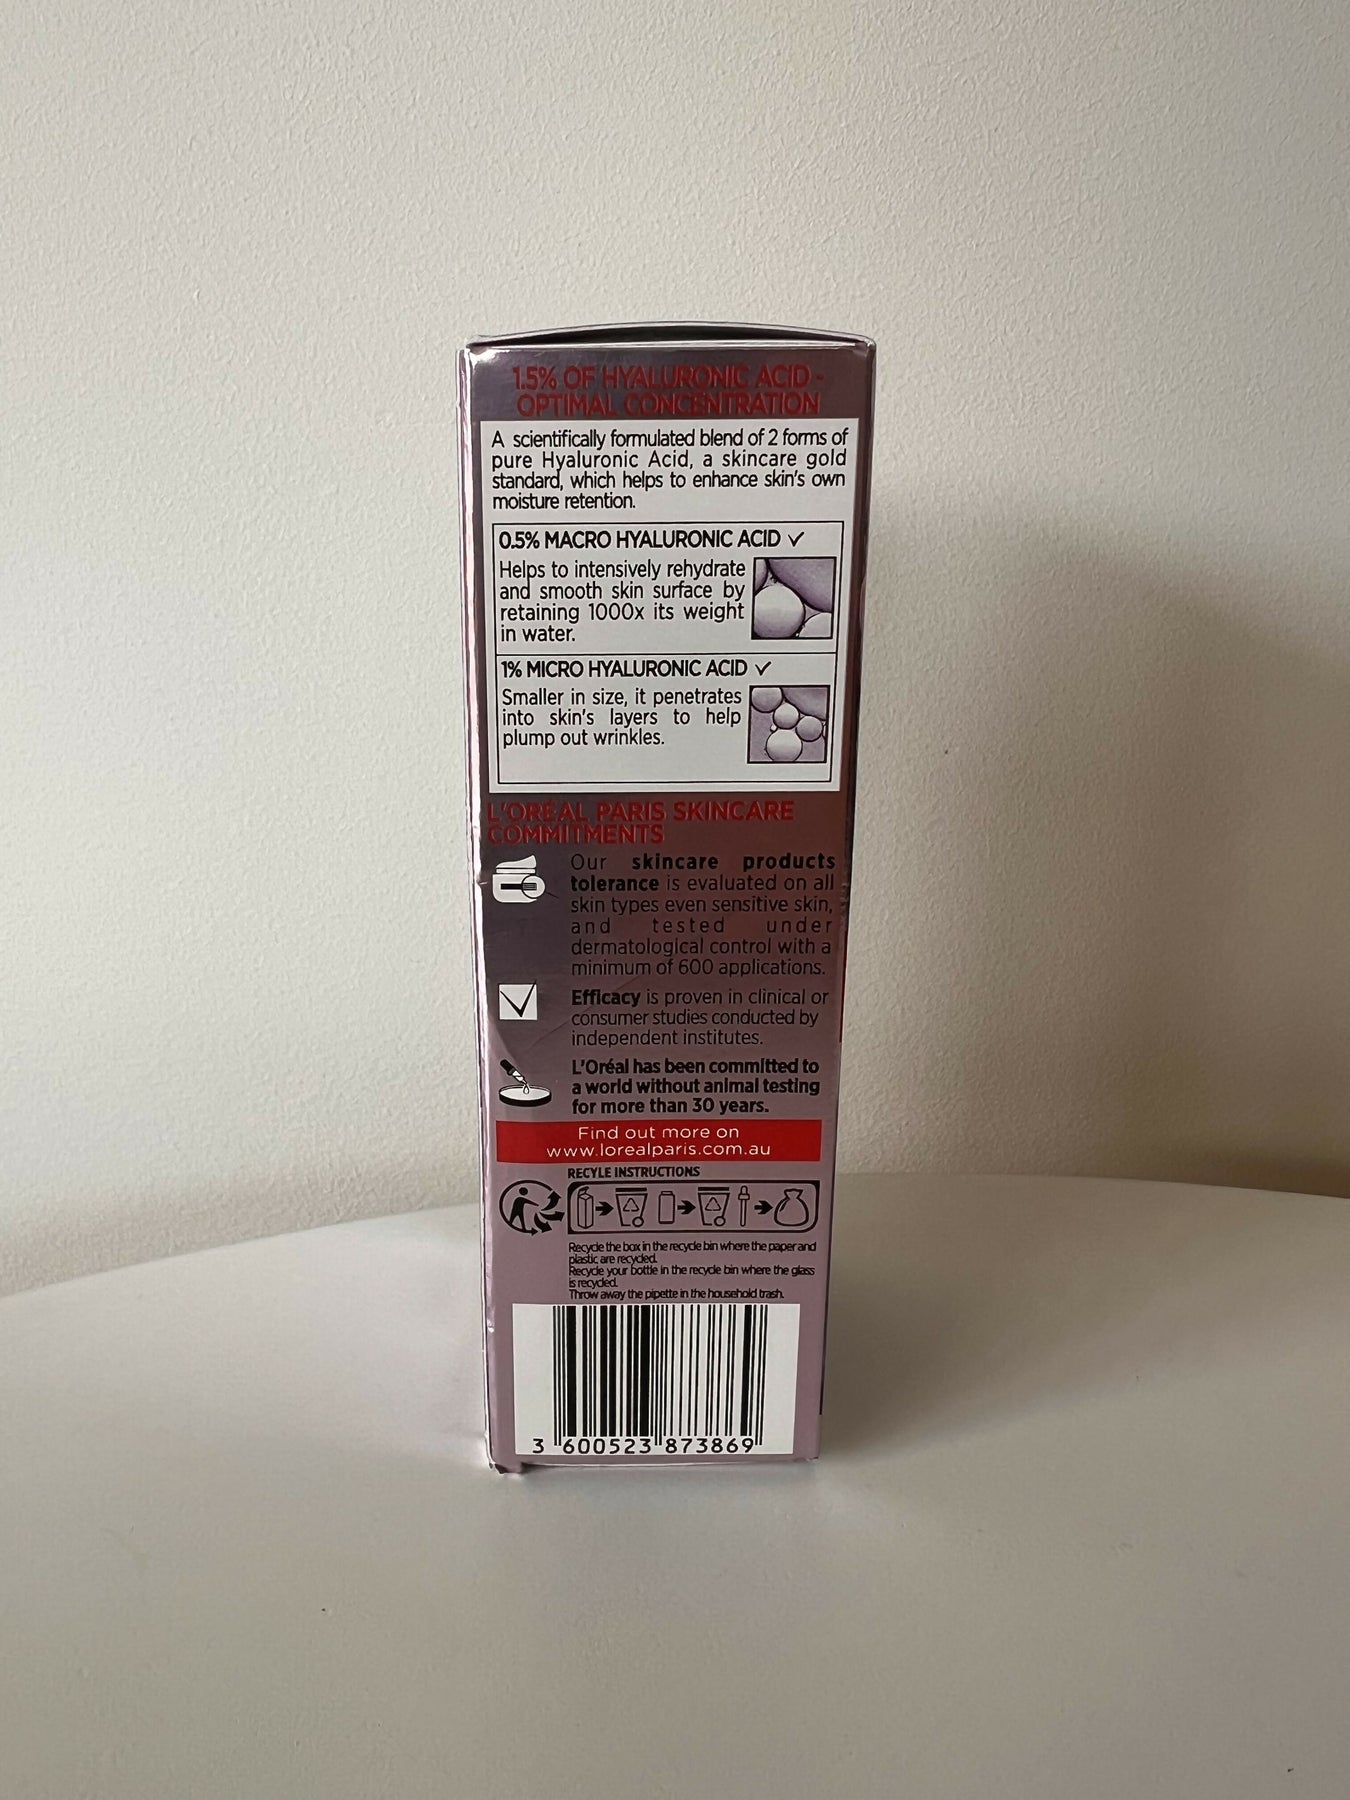 1.5% OF HYALURONIC ACID -
OPTIMAL CONCENTRATION
A scientifically formulated blend of 2 forms of
pure Hyaluronic Acid, a skincare gold
standard, which helps to enhance skin's own
moisture retention.
0.5% MACRO HYALURONIC ACID ✓
Helps to intensively rehydrate
and smooth skin surface by
retaining 1000x its weight
in water.
1% MICRO HYALURONIC ACID ✓
Smaller in size, it penetrates
into skin's layers to help
plump out wrinkles.
L'ORÉAL PARIS SKINCARE
COMMITMENTS
Our skincare products
tolerance is evaluated on all
skin types even sensitive skin,
and tested under
dermatological control with a
minimum of 600 applications.
Efficacy is proven in clinical or
consumer studies conducted by
independent institutes.
L'Oréal has been committed to
a world without animal testing
for more than 30 years.
Find out more on
www.lorealparis.com.au
RECYLE INSTRUCTIONS
Recycle the box in the recycle bin where the paper and
plastic are recycled.
Recycle your bottle in the recycle bin where the glass
is recycled.
Throw away the pipette in the household trash.
3 600523 873869